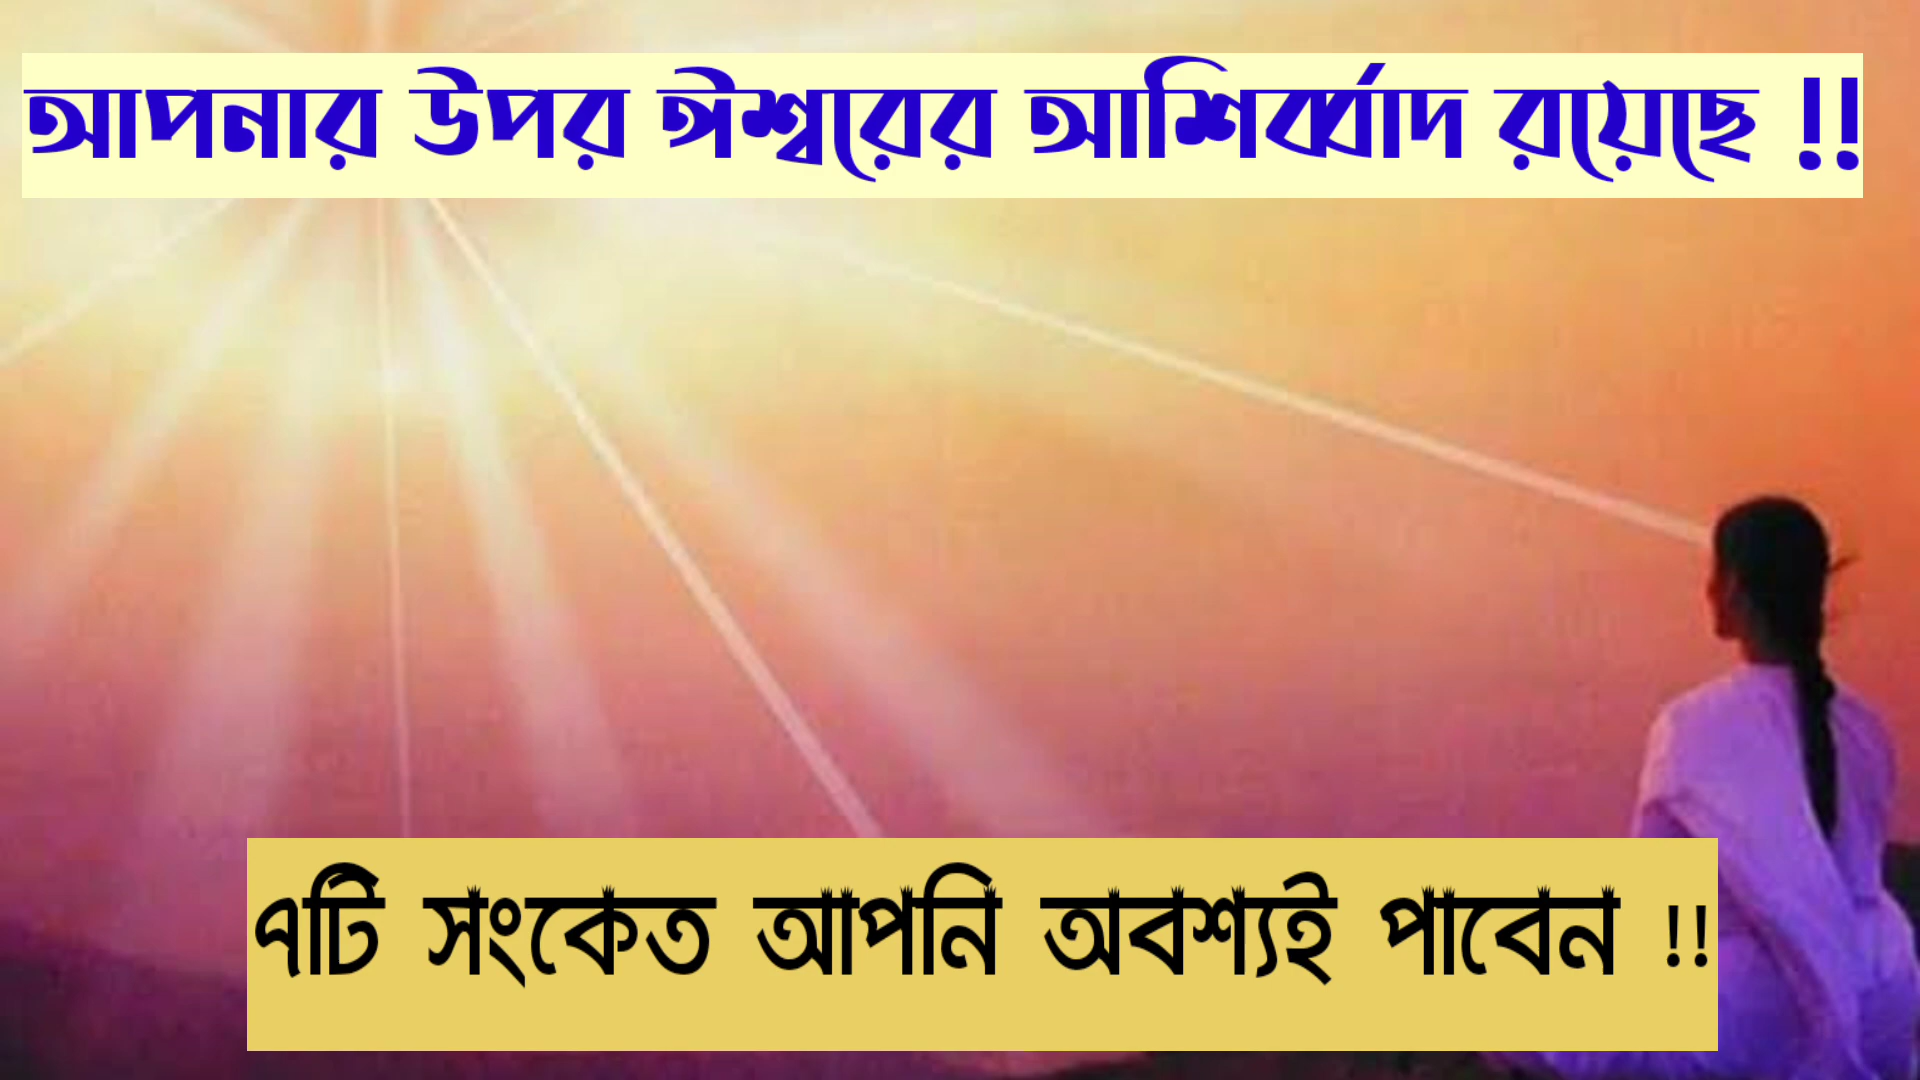 আপনার উপর ঈশ্বরের আশির্ব্বাদ রয়েছে !!
৭টি সংকেত আপনি অবশ্যই পাবেন !!